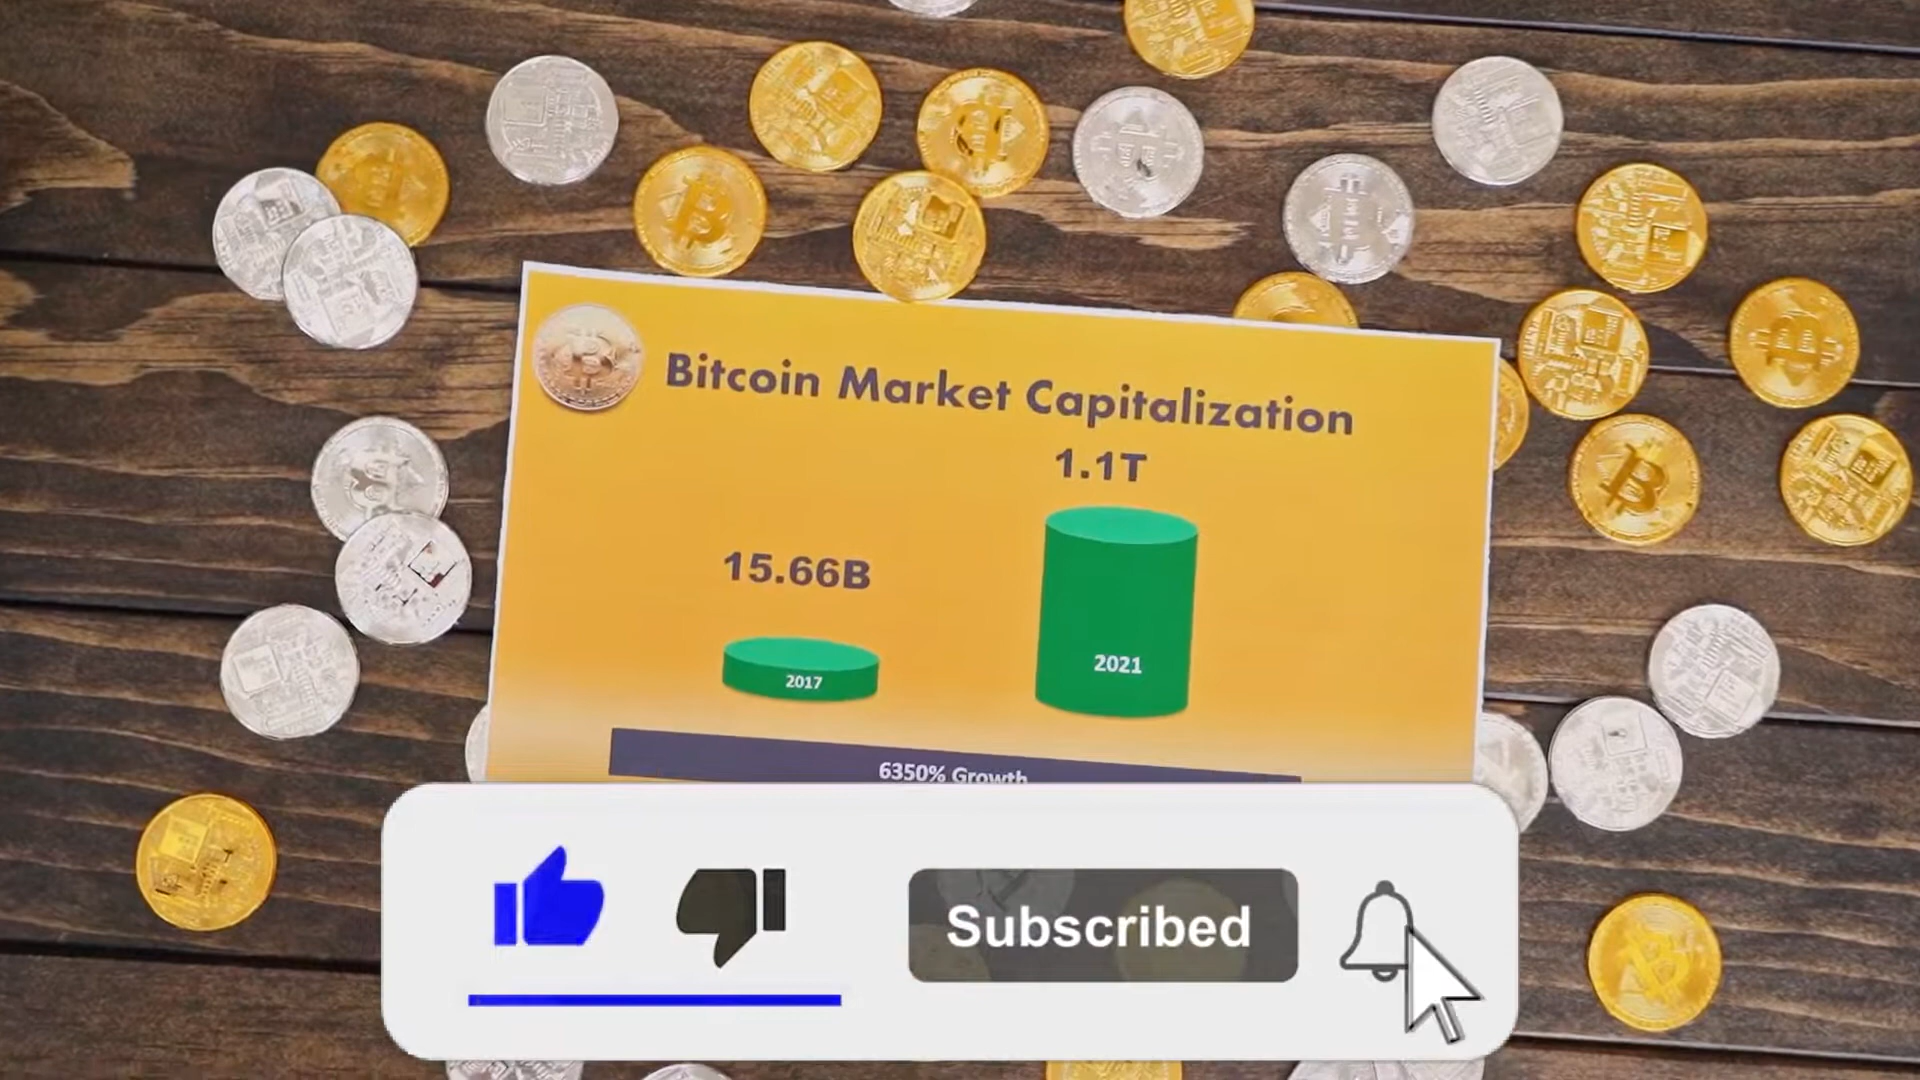 Bitcoin Market Capitalization
1.1T
15.66B
2017
2021
6350% Growth
Subscribed